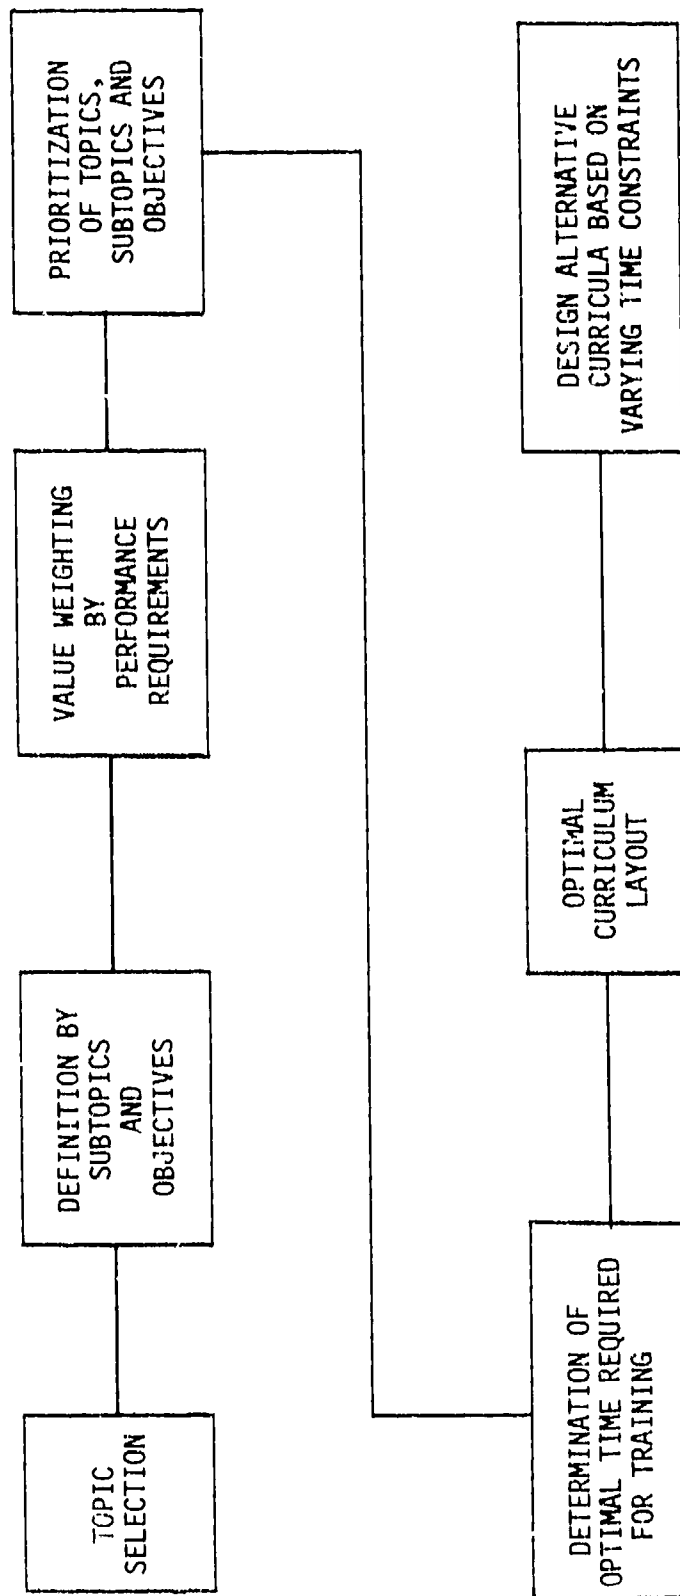 TOPIC
SELECTION
DEFINITION BY
SUBTOPICS
AND
OBJECTIVES
VALUE WEIGHTING
BY
PERFORMANCE
REQUIREMENTS
PRIORITIZATION
OF TOPICS,
SUBTOPICS AND
OBJECTIVES
DETERMINATION OF
OPTIMAL TIME REQUIRED
FOR TRAINING
OPTIMAL
CURRICULUM
LAYOUT
DESIGN ALTERNATIVE
CURRICULA BASED ON
VARYING TIME CONSTRAINTS